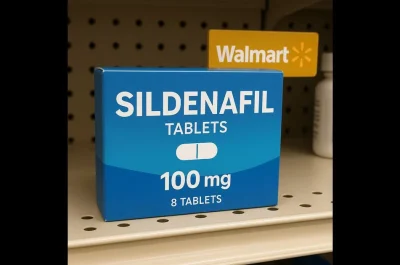 Walmart
SILDENAFIL
TABLETS
100 mg
8 TABLETS